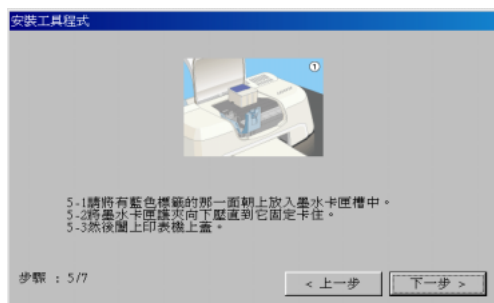 安裝工具程式
①
5-1請將有藍色標籤的那一面朝上放入墨水卡匣槽中。
5-2將墨水卡匣護夾向下壓直到它固定卡住。
5-3然後闔上印表機上蓋。
步驟 : 5/7
< 上一步
下一步 >